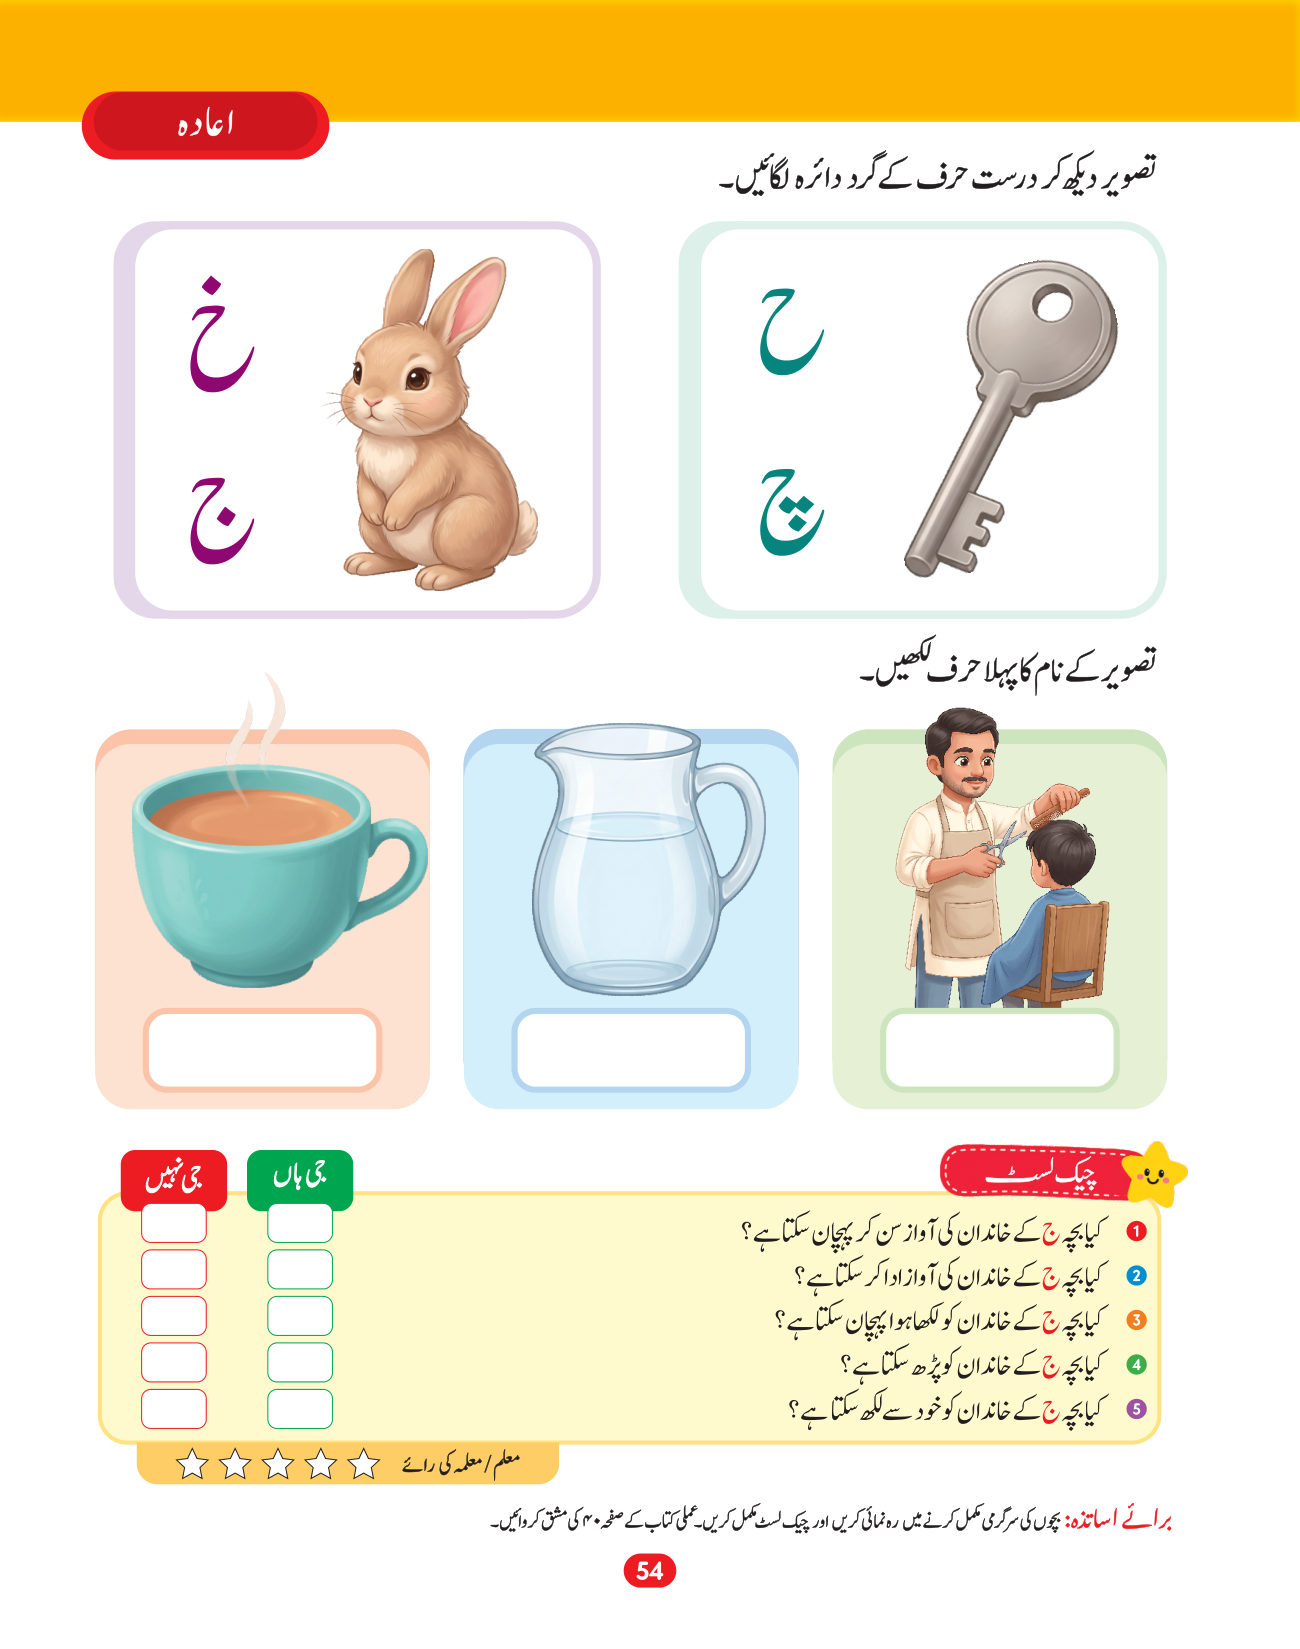 اعادہ
تصویر دیکھ کر درست حرف کے گرد دائرہ لگائیں۔
ح
چ
خ
ج
تصویر کے نام کا پہلا حرف لکھیں۔
چیک لسٹ
جی ہاں
جی نہیں
1 کیا بچہ ج کے خاندان کی آواز سن کر پہچان سکتا ہے؟
2 کیا بچہ ج کے خاندان کی آواز ادا کر سکتا ہے؟
3 کیا بچہ ج کے خاندان کو لکھا ہوا پہچان سکتا ہے؟
4 کیا بچہ ج کے خاندان کو پڑھ سکتا ہے؟
5 کیا بچہ ج کے خاندان کو خود سے لکھ سکتا ہے؟
معلم/معلمہ کی رائے
برائے اساتذہ: بچوں کی سرگرمی مکمل کرنے میں رہ نمائی کریں اور چیک لسٹ مکمل کریں۔ عملی کتاب کے صفحہ ۴۰ کی مشق کروائیں۔
54